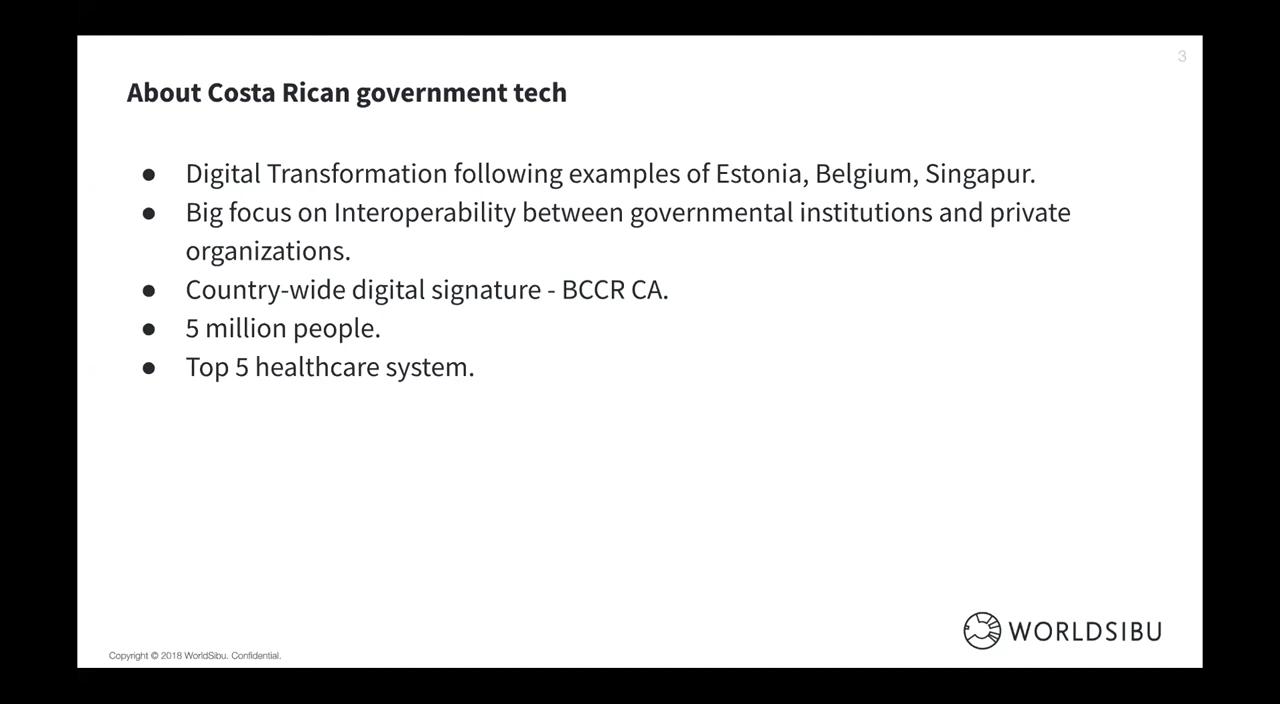 3
About Costa Rican government tech
● Digital Transformation following examples of Estonia, Belgium, Singapur.
● Big focus on Interoperability between governmental institutions and private
organizations.
● Country-wide digital signature - BCCR CA.
● 5 million people.
● Top 5 healthcare system.
WORLDSIBU
Copyright © 2018 WorldSibu. Confidential.